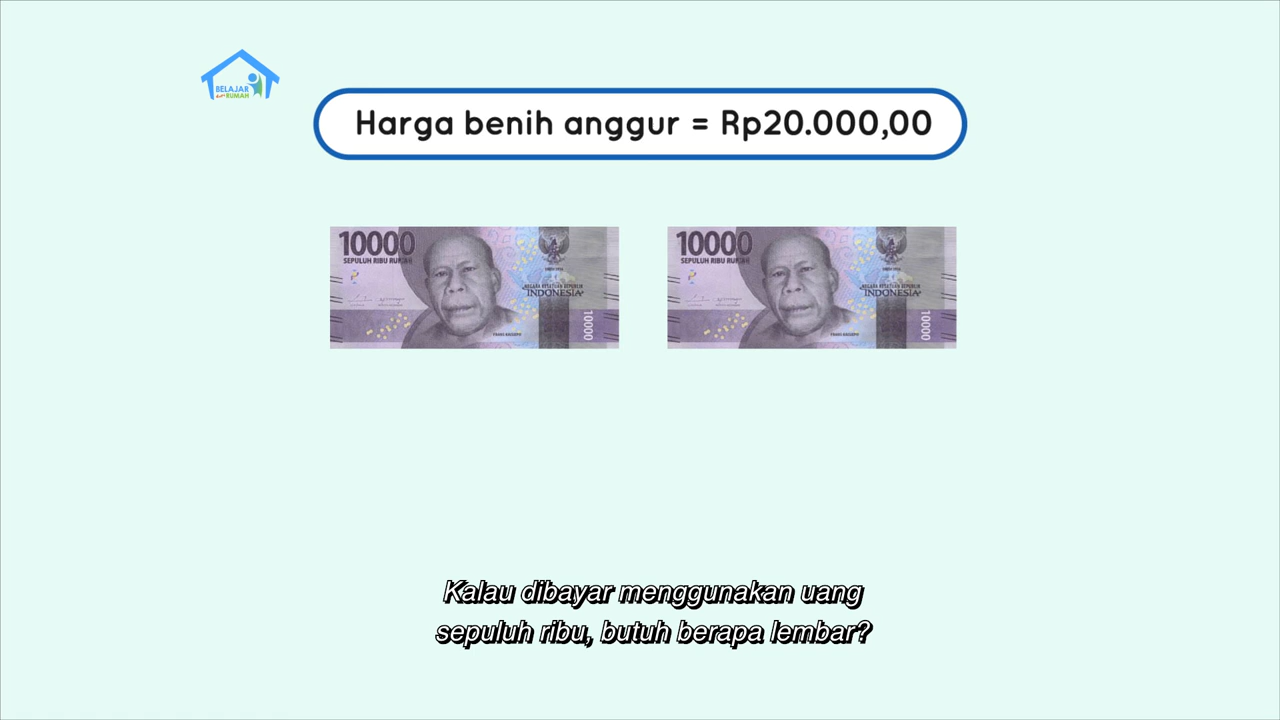 BELAJAR
dari RUMAH
Harga benih anggur = Rp20.000,00
10000
SEPULUH RIBU RUPIAH
NEGARA KESATUAN REPUBLIK
INDONESIA
10000
10000
SEPULUH RIBU RUPIAH
NEGARA KESATUAN REPUBLIK
INDONESIA
10000
Kalau dibayar menggunakan uang
sepuluh ribu, butuh berapa lembar?